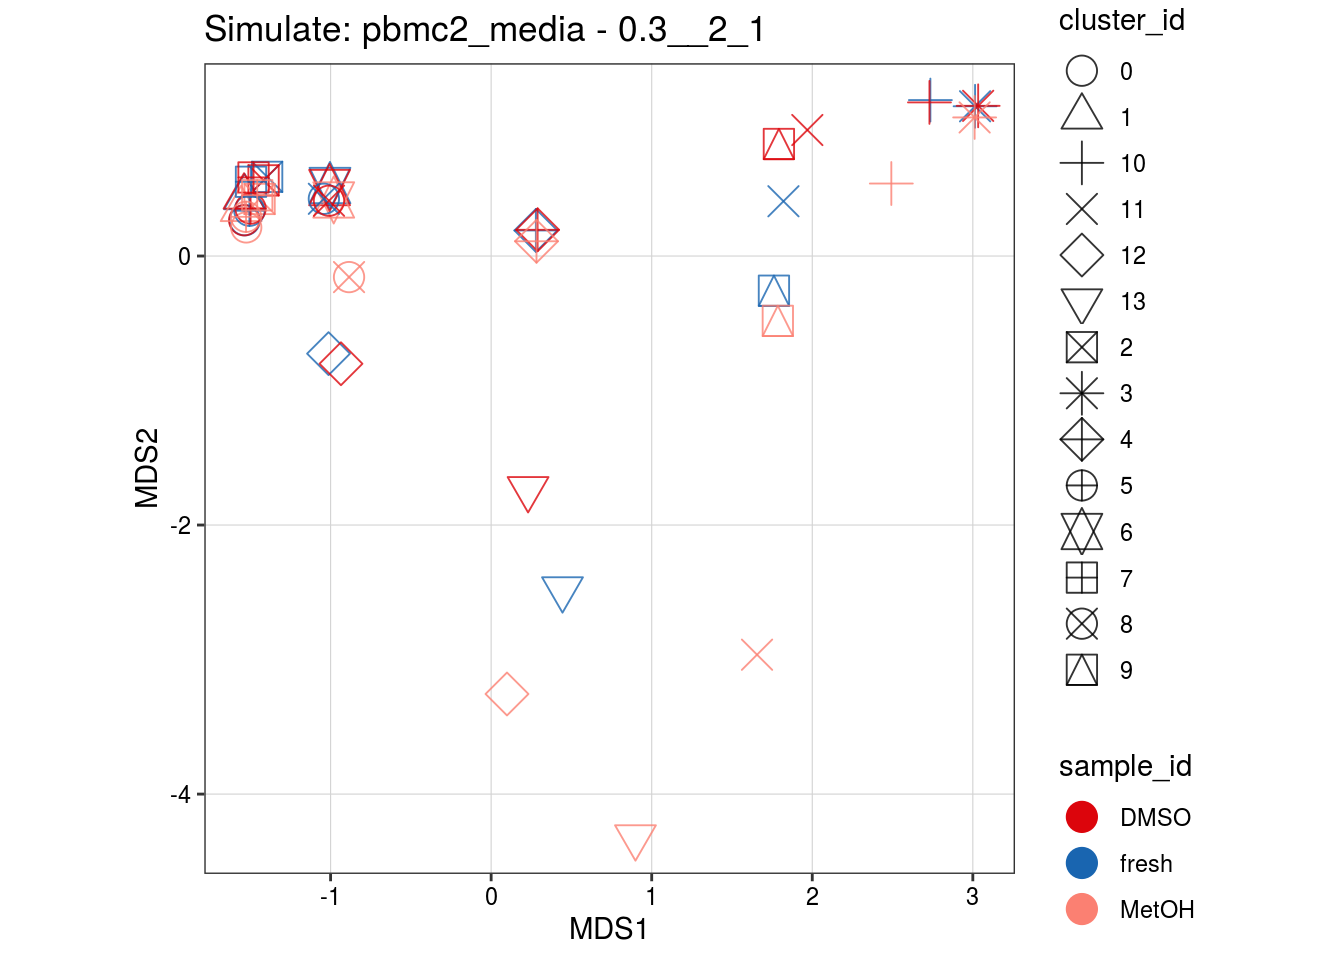 Simulate: pbmc2_media - 0.3__2_1
MDS2
0
-2
-4
-1
0
1
2
3
MDS1
cluster_id
0
1
10
11
12
13
2
3
4
5
6
7
8
9
sample_id
DMSO
fresh
MetOH